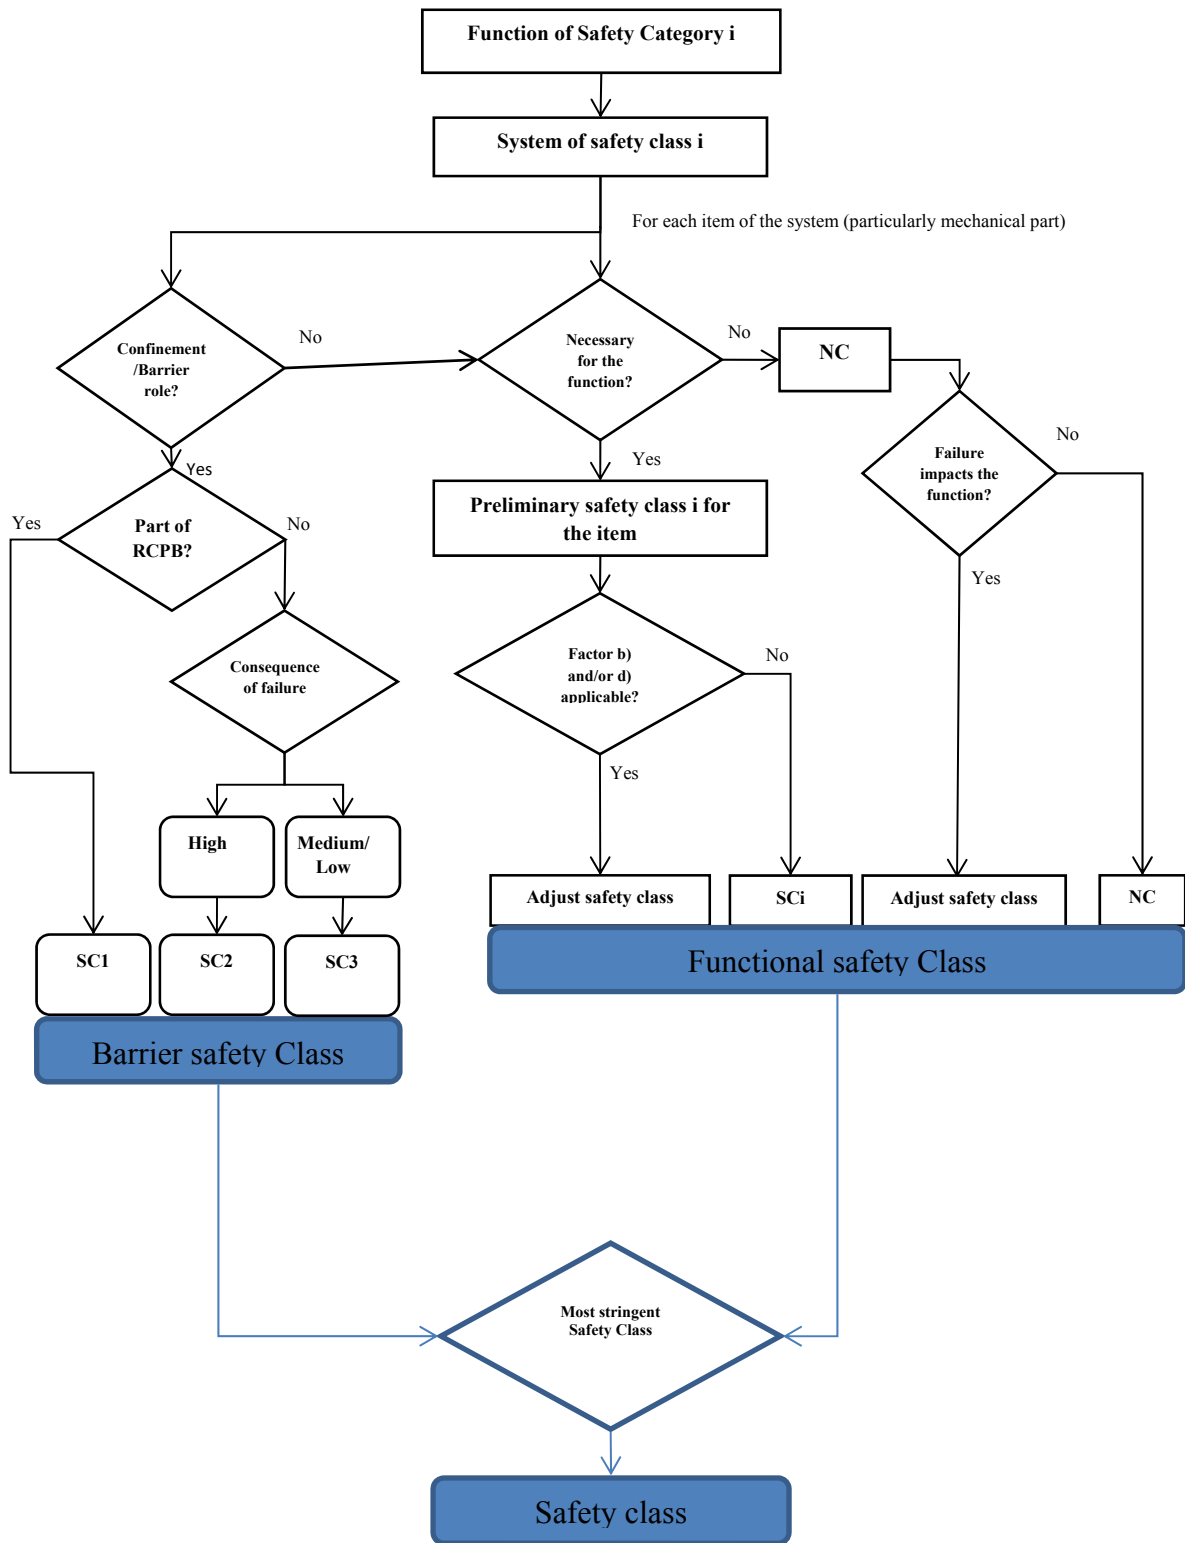 Function of Safety Category i
System of safety class i
For each item of the system (particularly mechanical part)
Confinement
/Barrier
role?
No
Necessary
for the
function?
No
NC
Yes
Yes
Failure
impacts the
function?
No
Part of
RCPB?
Yes
No
Preliminary safety class i for
the item
Yes
Consequence
of failure
Factor b)
and/or d)
applicable?
No
Yes
High
Medium/
Low
Adjust safety class
SCi
Adjust safety class
NC
SC1
SC2
SC3
Functional safety Class
Barrier safety Class
Most stringent
Safety Class
Safety class